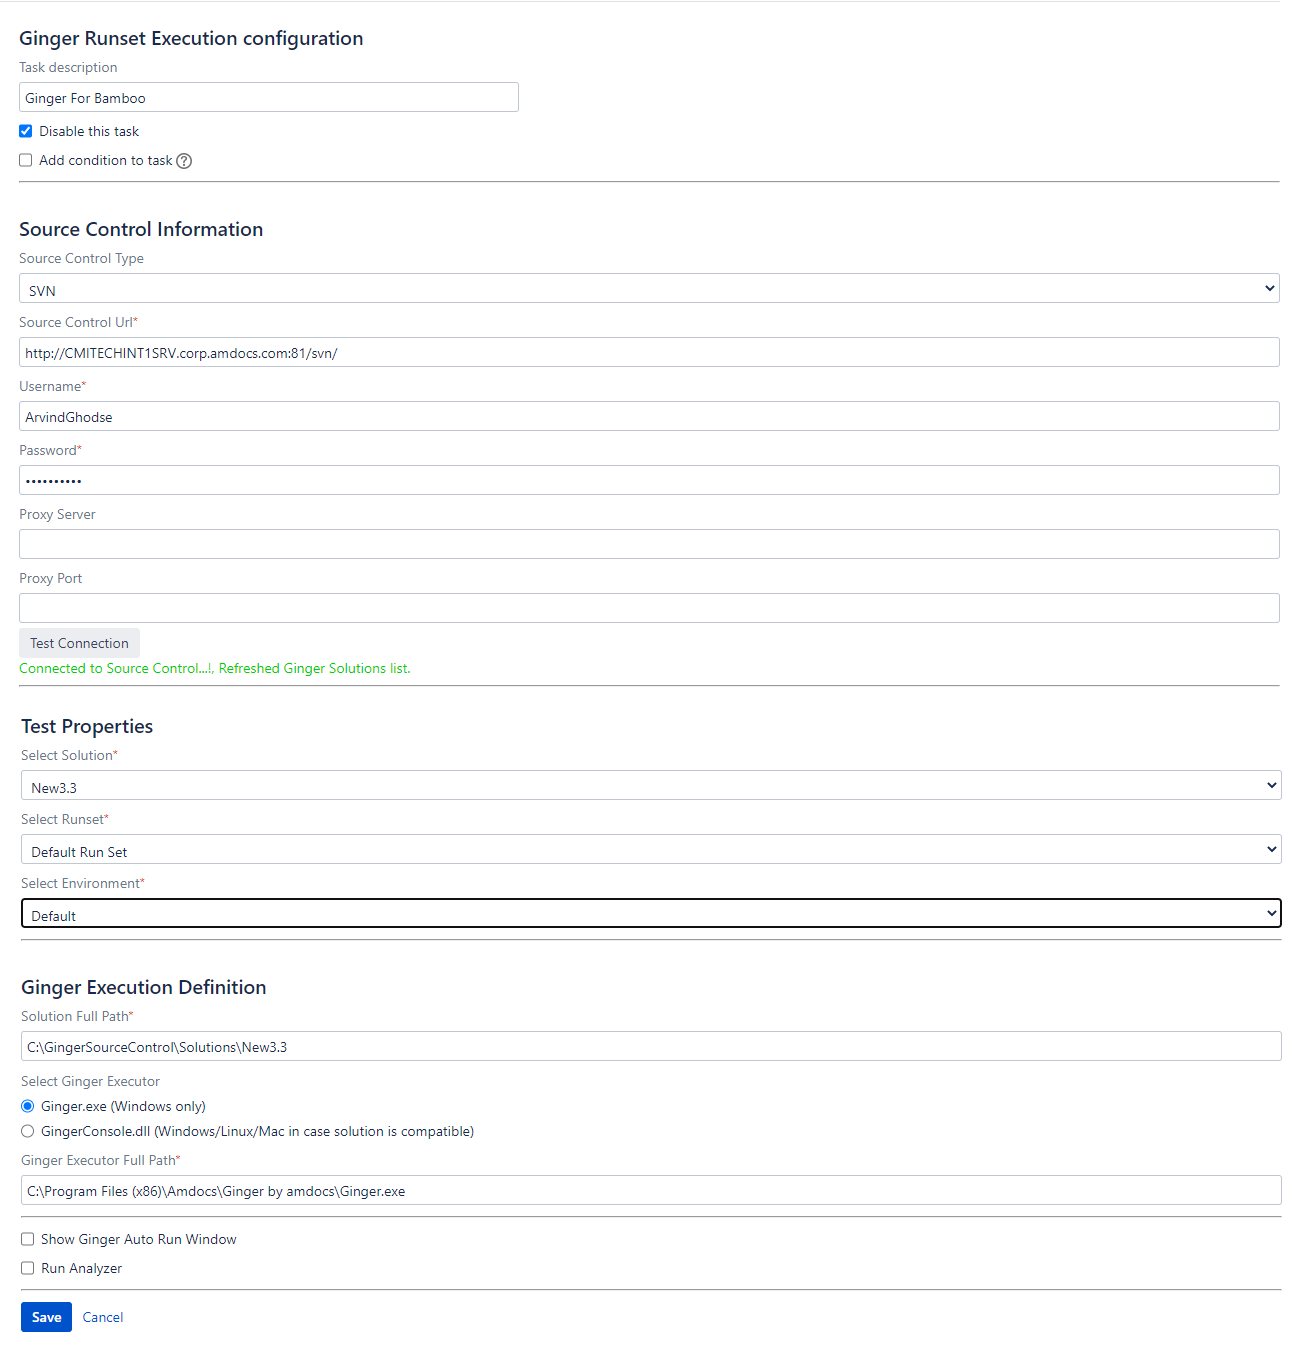 Ginger Runset Execution configuration
Task description
Ginger For Bamboo
Disable this task
Add condition to task ?
Source Control Information
Source Control Type
SVN
Source Control Url*
http://CMITECHINT1SRV.corp.amdocs.com:81/svn/
Username*
ArvindGhodse
Password*
••••••••••
Proxy Server
Proxy Port
Test Connection
Connected to Source Control...!, Refreshed Ginger Solutions list.
Test Properties
Select Solution*
New3.3
Select Runset*
Default Run Set
Select Environment*
Default
Ginger Execution Definition
Solution Full Path*
C:\GingerSourceControl\Solutions\New3.3
Select Ginger Executor
Ginger.exe (Windows only)
GingerConsole.dll (Windows/Linux/Mac in case solution is compatible)
Ginger Executor Full Path*
C:\Program Files (x86)\Amdocs\Ginger by amdocs\Ginger.exe
Show Ginger Auto Run Window
Run Analyzer
Save Cancel